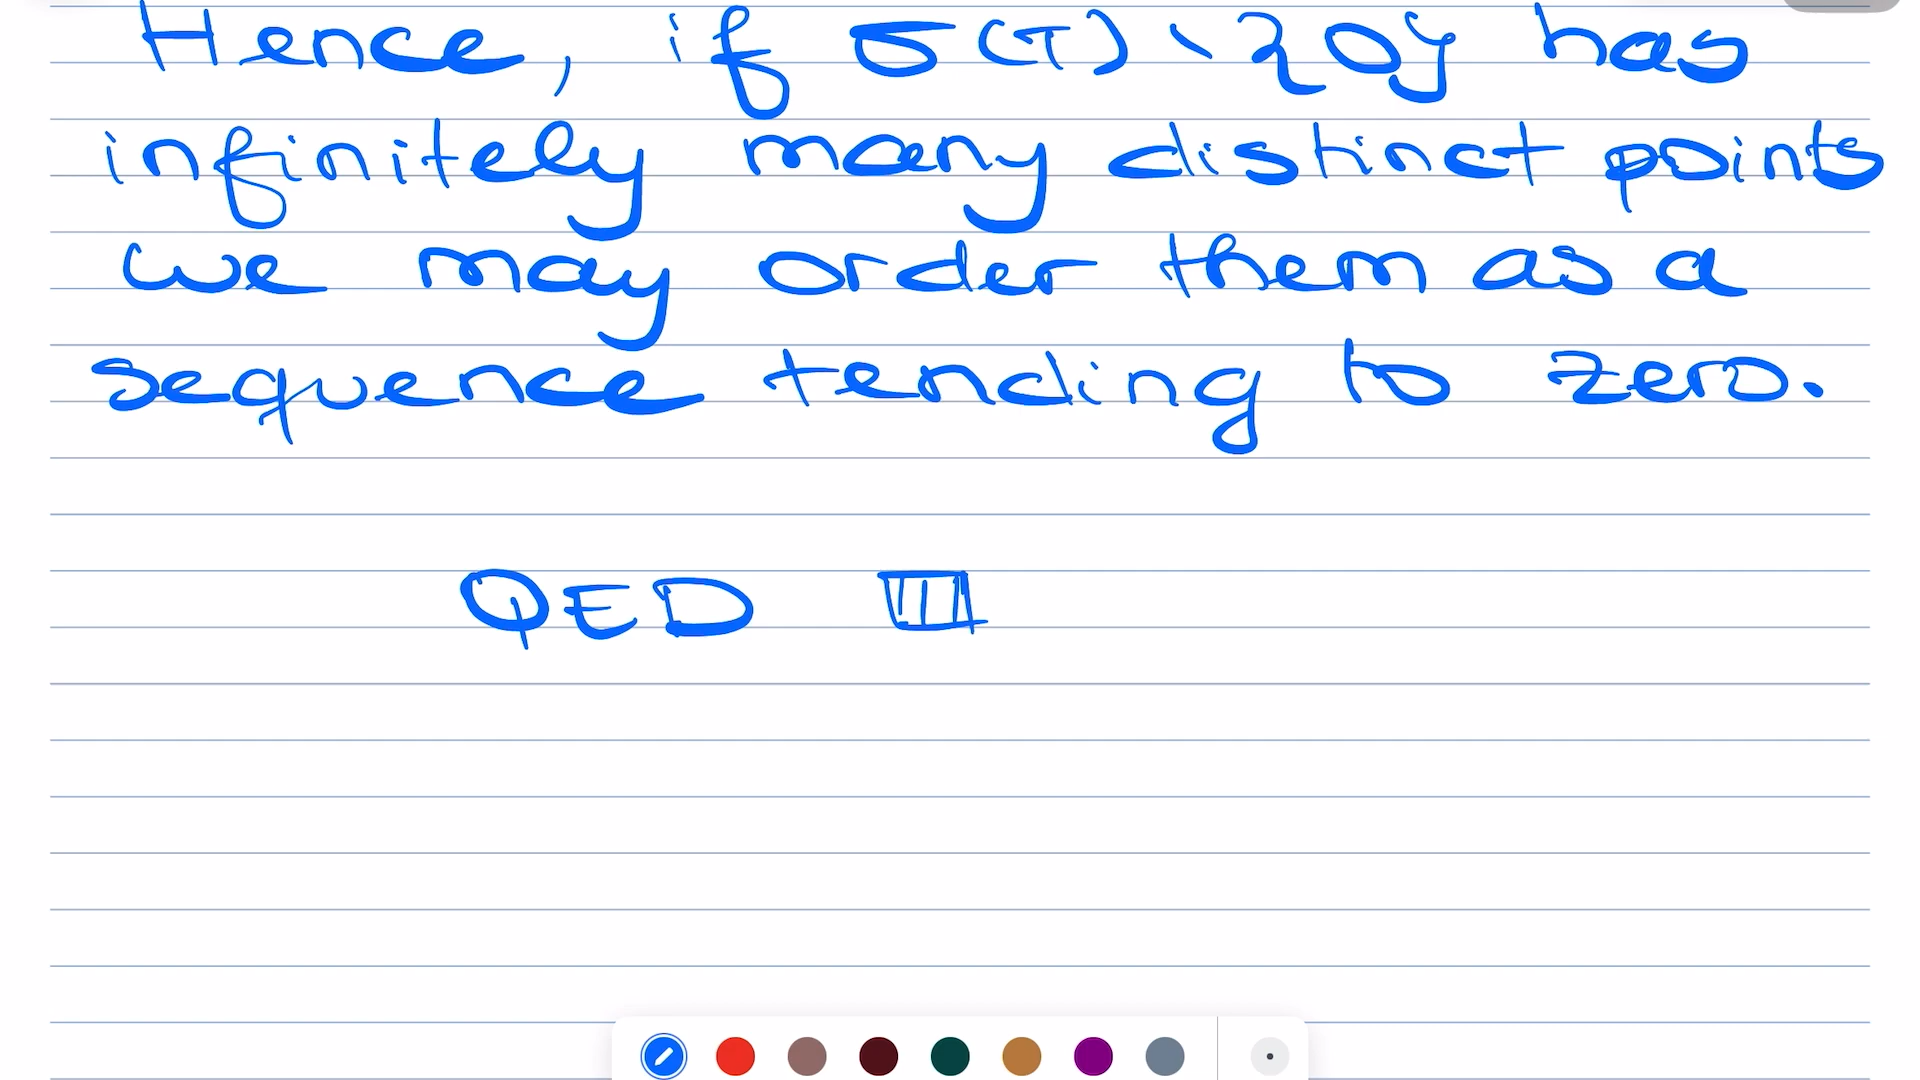 Hence, if σ(T) \ {0} has
infinitely many distinct points
we may order them as a
sequence tending to zero.
QED